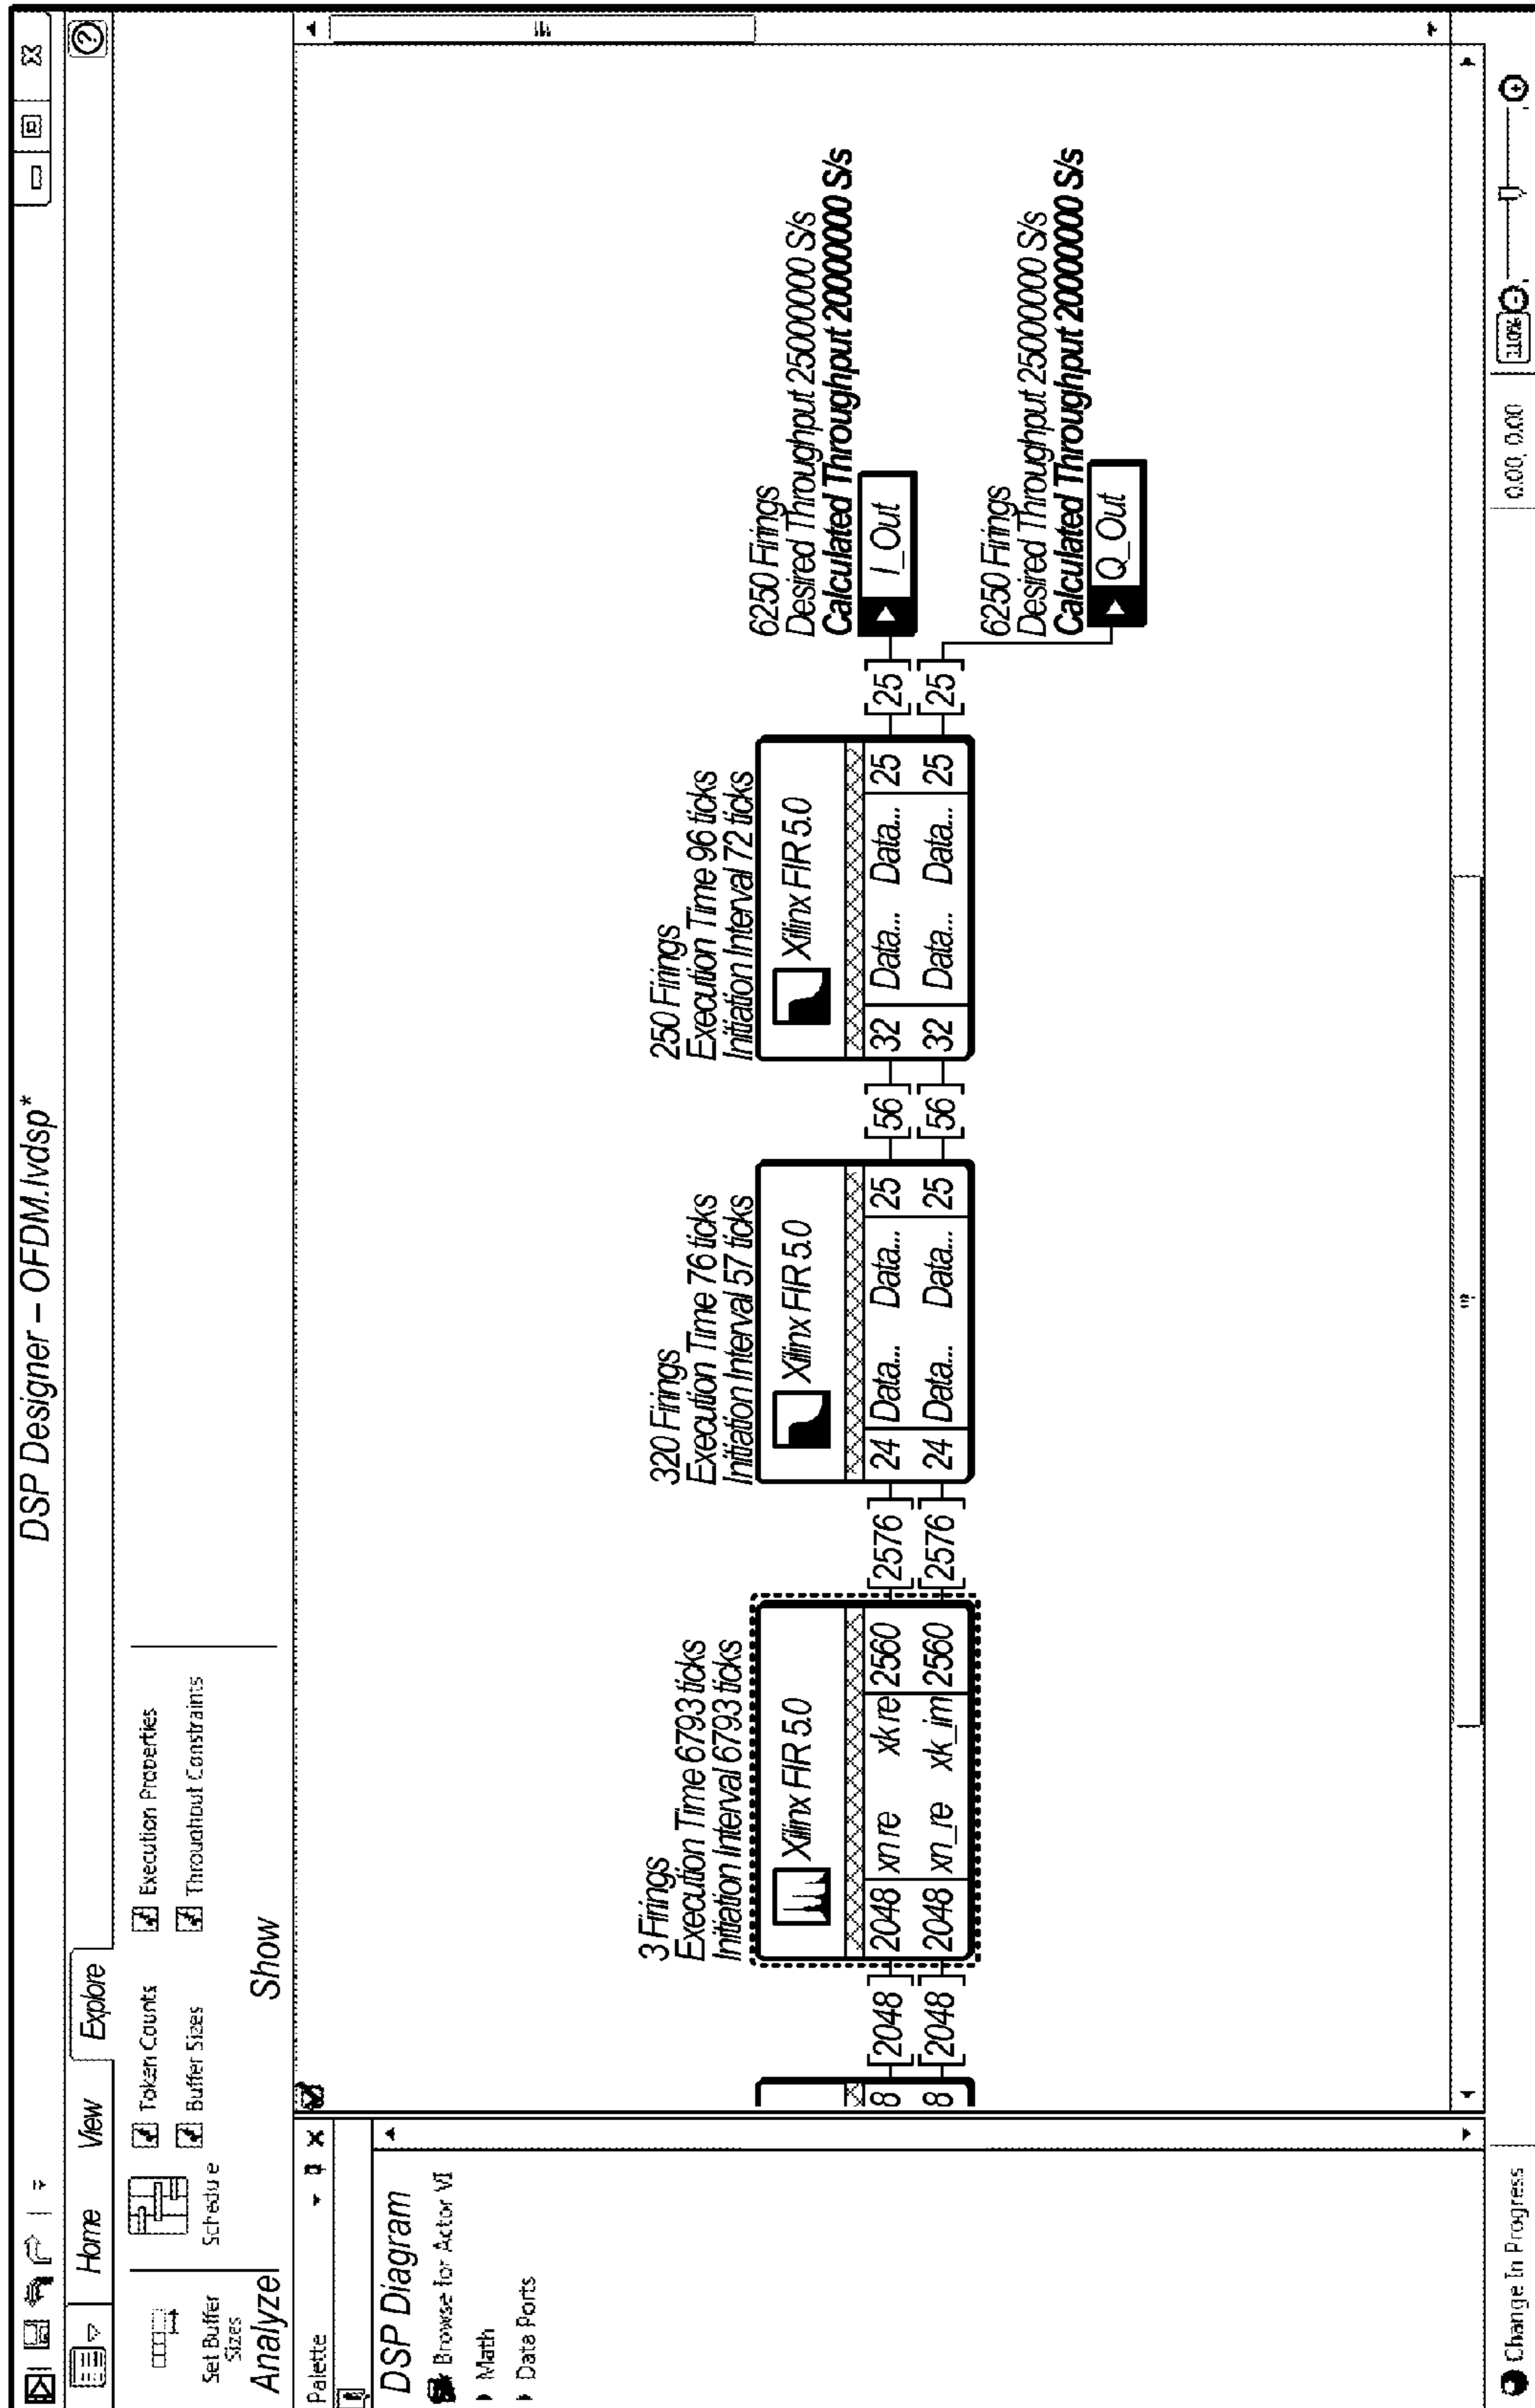 DSP Designer – OFDM.lvdsp*
Home View Explore
Set Buffer Sizes
Schedule
Token Counts
Execution Properties
Buffer Sizes
Throughput Constraints
Analyze
Show
Palette
DSP Diagram
Browse for Actor VI
Math
Data Ports
8
8
[2048]
[2048]
3 Firings
Execution Time 6793 ticks
Initiation Interval 6793 ticks
Xilinx FIR 5.0
2048 xn re xk re 2560
2048 xn_re xk_im 2560
[2576]
[2576]
320 Firings
Execution Time 76 ticks
Initiation Interval 57 ticks
Xilinx FIR 5.0
24 Data... Data... 25
24 Data... Data... 25
[56]
[56]
250 Firings
Execution Time 96 ticks
Initiation Interval 72 ticks
Xilinx FIR 5.0
32 Data... Data... 25
32 Data... Data... 25
[25]
[25]
6250 Firings
Desired Throughput 25000000 S/s
Calculated Throughput 20000000 S/s
I_Out
6250 Firings
Desired Throughput 25000000 S/s
Calculated Throughput 20000000 S/s
Q_Out
Change In Progress
0.00, 0.00
110%